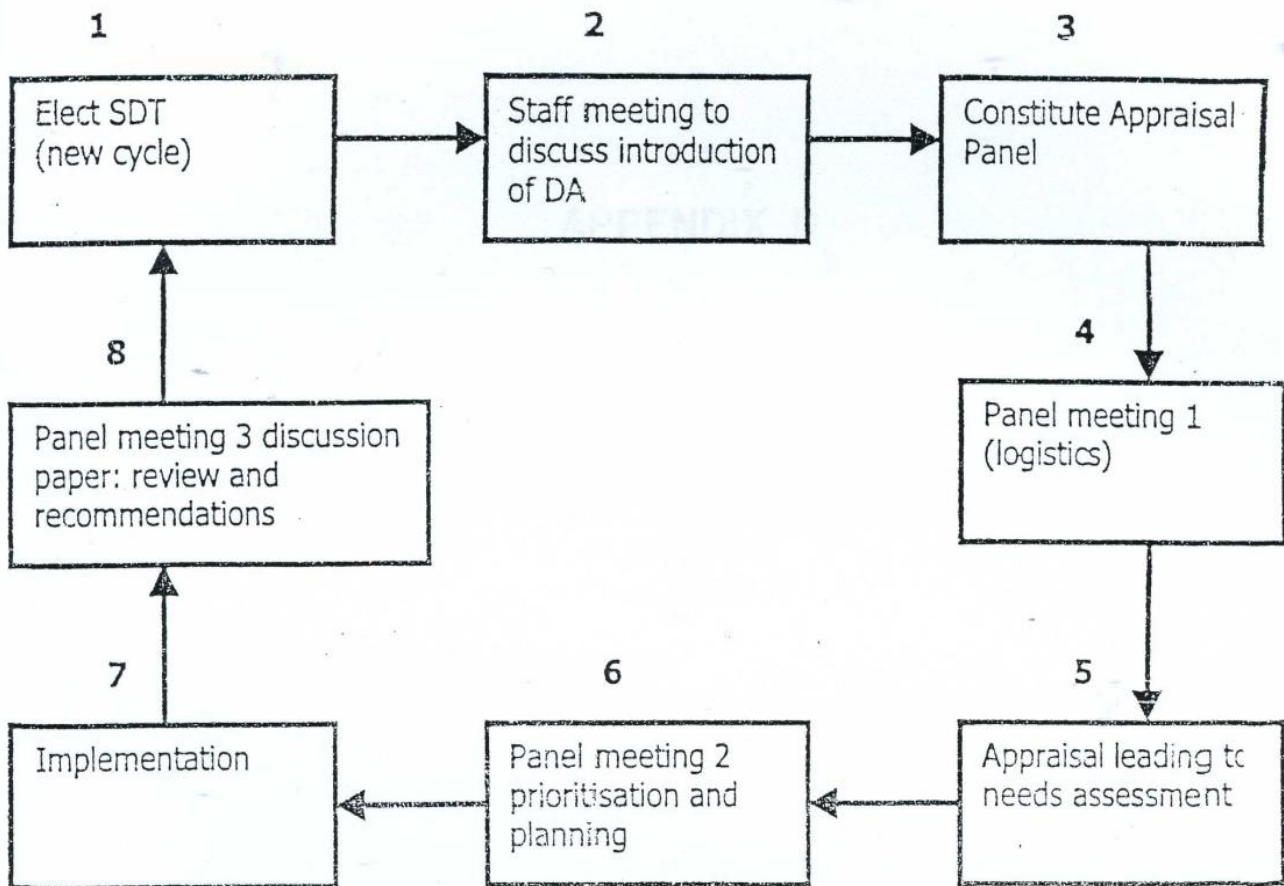 1
Elect SDT
(new cycle)
2
Staff meeting to
discuss introduction
of DA
3
Constitute Appraisal
Panel
4
Panel meeting 1
(logistics)
5
Appraisal leading to
needs assessment
6
Panel meeting 2
prioritisation and
planning
7
Implementation
8
Panel meeting 3 discussion
paper: review and
recommendations
APPENDIX